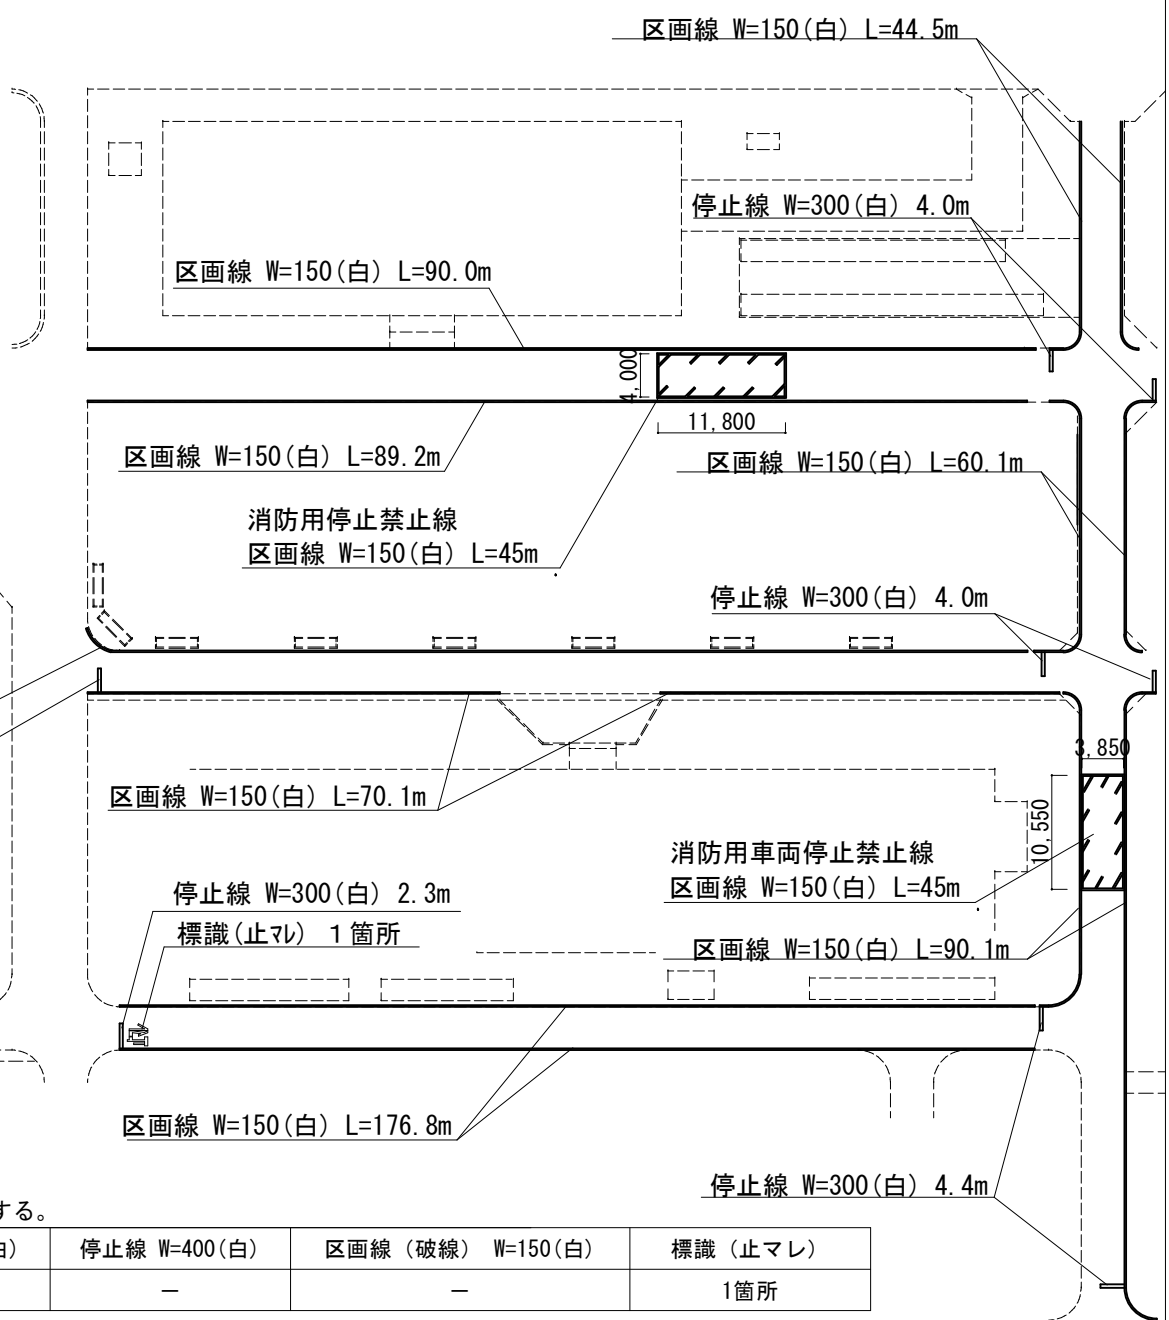 区画線 W=150(白) L=44.5m
停止線 W=300(白) 4.0m
区画線 W=150(白) L=90.0m
4,000
11,800
区画線 W=150(白) L=89.2m
区画線 W=150(白) L=60.1m
消防用停止禁止線
区画線 W=150(白) L=45m
停止線 W=300(白) 4.0m
3,850
区画線 W=150(白) L=70.1m
10,550
消防用車両停止禁止線
区画線 W=150(白) L=45m
停止線 W=300(白) 2.3m
標識(止マレ) 1箇所
区画線 W=150(白) L=90.1m
止マレ
区画線 W=150(白) L=176.8m
停止線 W=300(白) 4.4m
する。
白) 停止線 W=400(白) 区画線 (破線) W=150(白) 標識 (止マレ)
― ― 1箇所